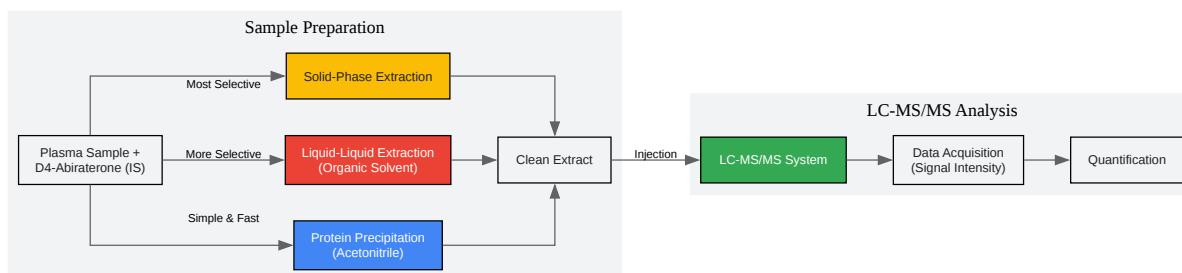 Sample Preparation
Most Selective
Solid-Phase Extraction
Plasma Sample +
D4-Abiraterone (IS)
More Selective
Liquid-Liquid Extraction
(Organic Solvent)
Clean Extract
Simple & Fast
Protein Precipitation
(Acetonitrile)
Injection
LC-MS/MS Analysis
LC-MS/MS System
Data Acquisition
(Signal Intensity)
Quantification